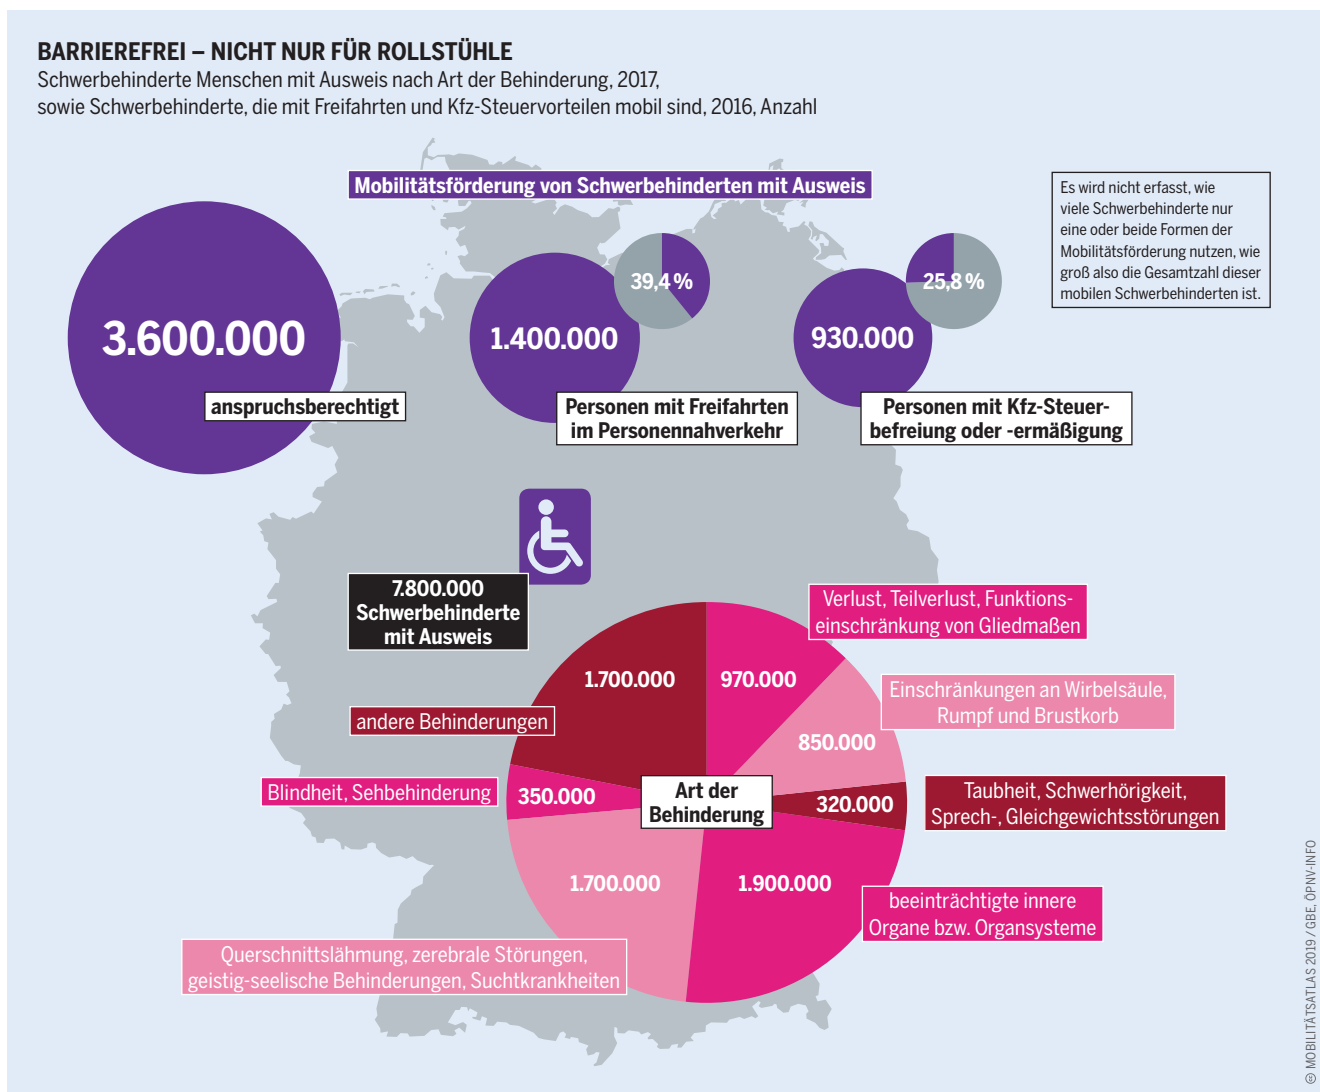 BARRIEREFREI – NICHT NUR FÜR ROLLSTÜHLE
Schwerbehinderte Menschen mit Ausweis nach Art der Behinderung, 2017,
sowie Schwerbehinderte, die mit Freifahrten und Kfz-Steuervorteilen mobil sind, 2016, Anzahl
Mobilitätsförderung von Schwerbehinderten mit Ausweis
Es wird nicht erfasst, wie
viele Schwerbehinderte nur
eine oder beide Formen der
Mobilitätsförderung nutzen, wie
groß also die Gesamtzahl dieser
mobilen Schwerbehinderten ist.
3.600.000
anspruchsberechtigt
39,4 %
1.400.000
Personen mit Freifahrten
im Personennahverkehr
25,8 %
930.000
Personen mit Kfz-Steuer-
befreiung oder -ermäßigung
7.800.000
Schwerbehinderte
mit Ausweis
Art der
Behinderung
970.000
Verlust, Teilverlust, Funktions-
einschränkung von Gliedmaßen
850.000
Einschränkungen an Wirbelsäule,
Rumpf und Brustkorb
320.000
Taubheit, Schwerhörigkeit,
Sprech-, Gleichgewichtsstörungen
1.900.000
beeinträchtigte innere
Organe bzw. Organsysteme
1.700.000
Querschnittslähmung, zerebrale Störungen,
geistig-seelische Behinderungen, Suchtkrankheiten
350.000
Blindheit, Sehbehinderung
1.700.000
andere Behinderungen
MOBILITÄTSATLAS 2019 / GBE, ÖPNV-INFO